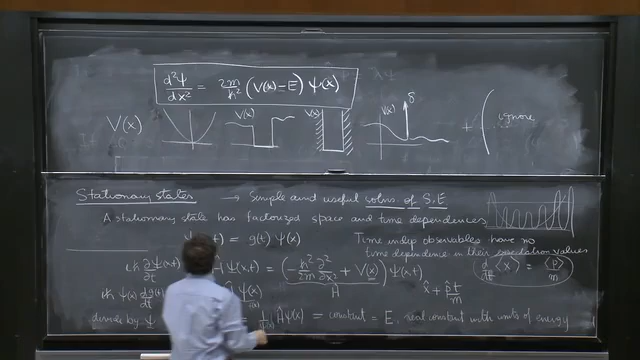 d²ψ/dx² = 2m/ħ² (V(x) − E) ψ(x)
V(x) V(x) V(x) V(x) δ + ( ignore
Stationary states → Simple and useful solns of S.E
A stationary state has factorized space and time dependences
t) = g(t) ψ(x)
Time indep observables have no
time dependence in their expectation values
iħ ∂/∂t Ψ(x,t) Ψ(x,t) = (−ħ²/2m ∂²/∂x² + V(x)) Ψ(x,t)
Ĥ
d/dt ⟨x⟩ = ⟨p⟩/m
iħ ψ(x) dg(t) ψ(x)
x̂ + p̂t/m
divide by Ψ = 1/ψ(x) Ĥψ(x) = constant = E, real constant with units of energy